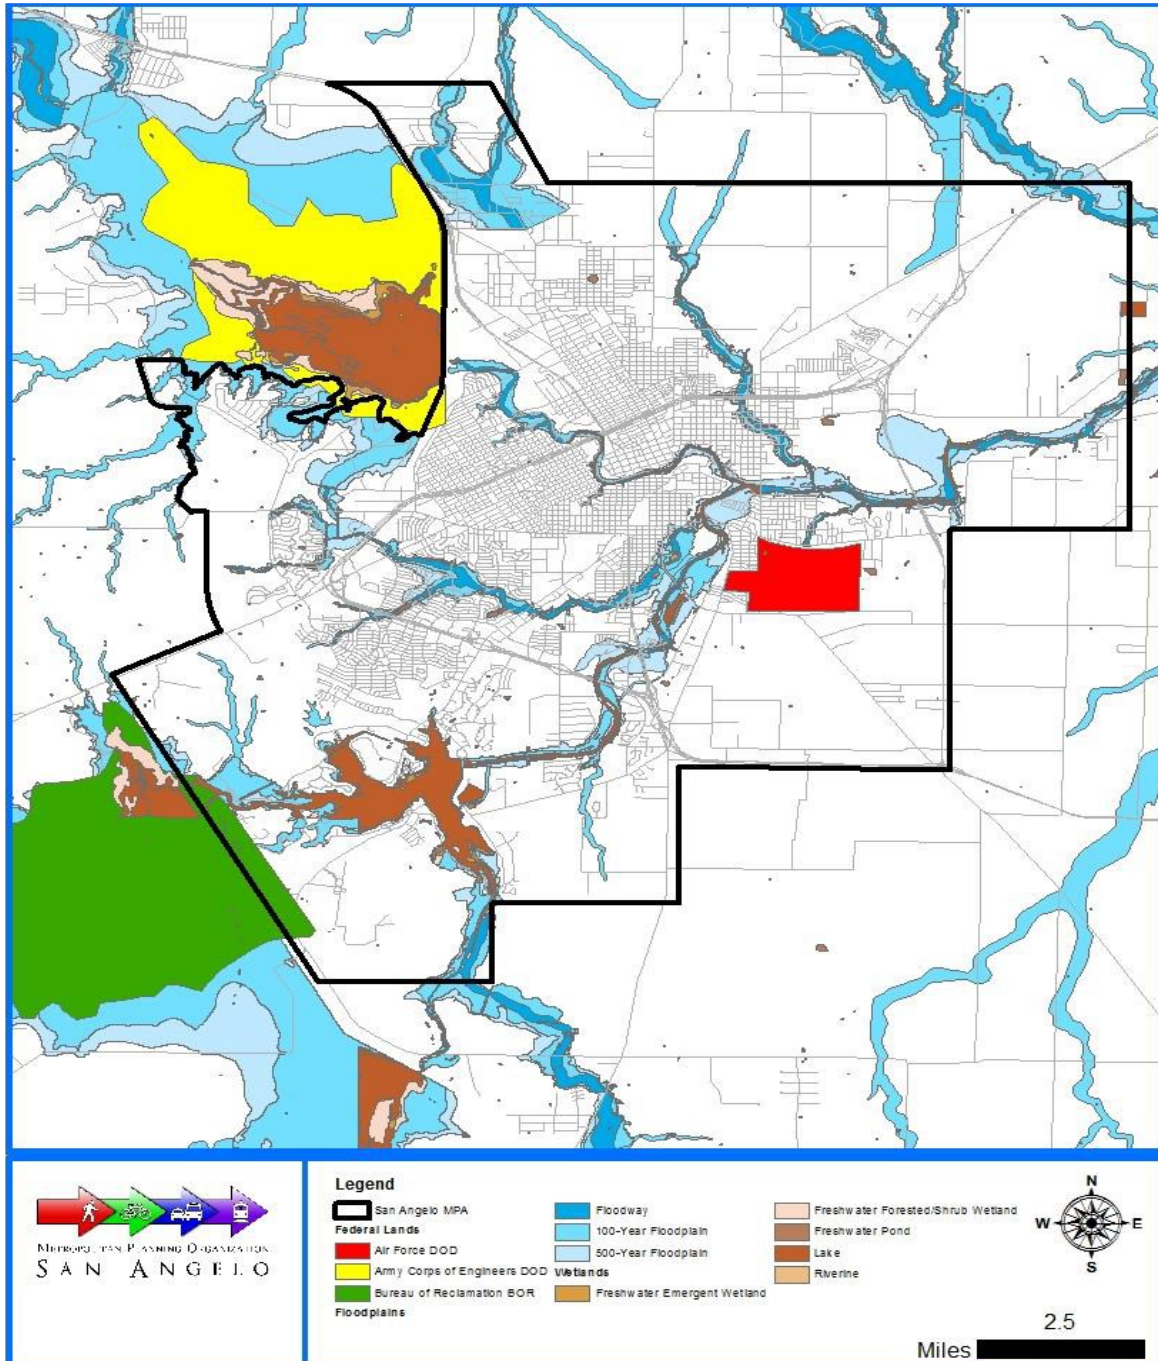 METROPOLITAN PLANNING ORGANIZATION
SAN ANGELO
Legend
San Angelo MPA
Federal Lands
Air Force DOD
Army Corps of Engineers DOD
Bureau of Reclamation BOR
Floodplains
Floodway
100-Year Floodplain
500-Year Floodplain
Wetlands
Freshwater Emergent Wetland
Freshwater Forested/Shrub Wetland
Freshwater Pond
Lake
Riverine
N
W E
S
2.5
Miles